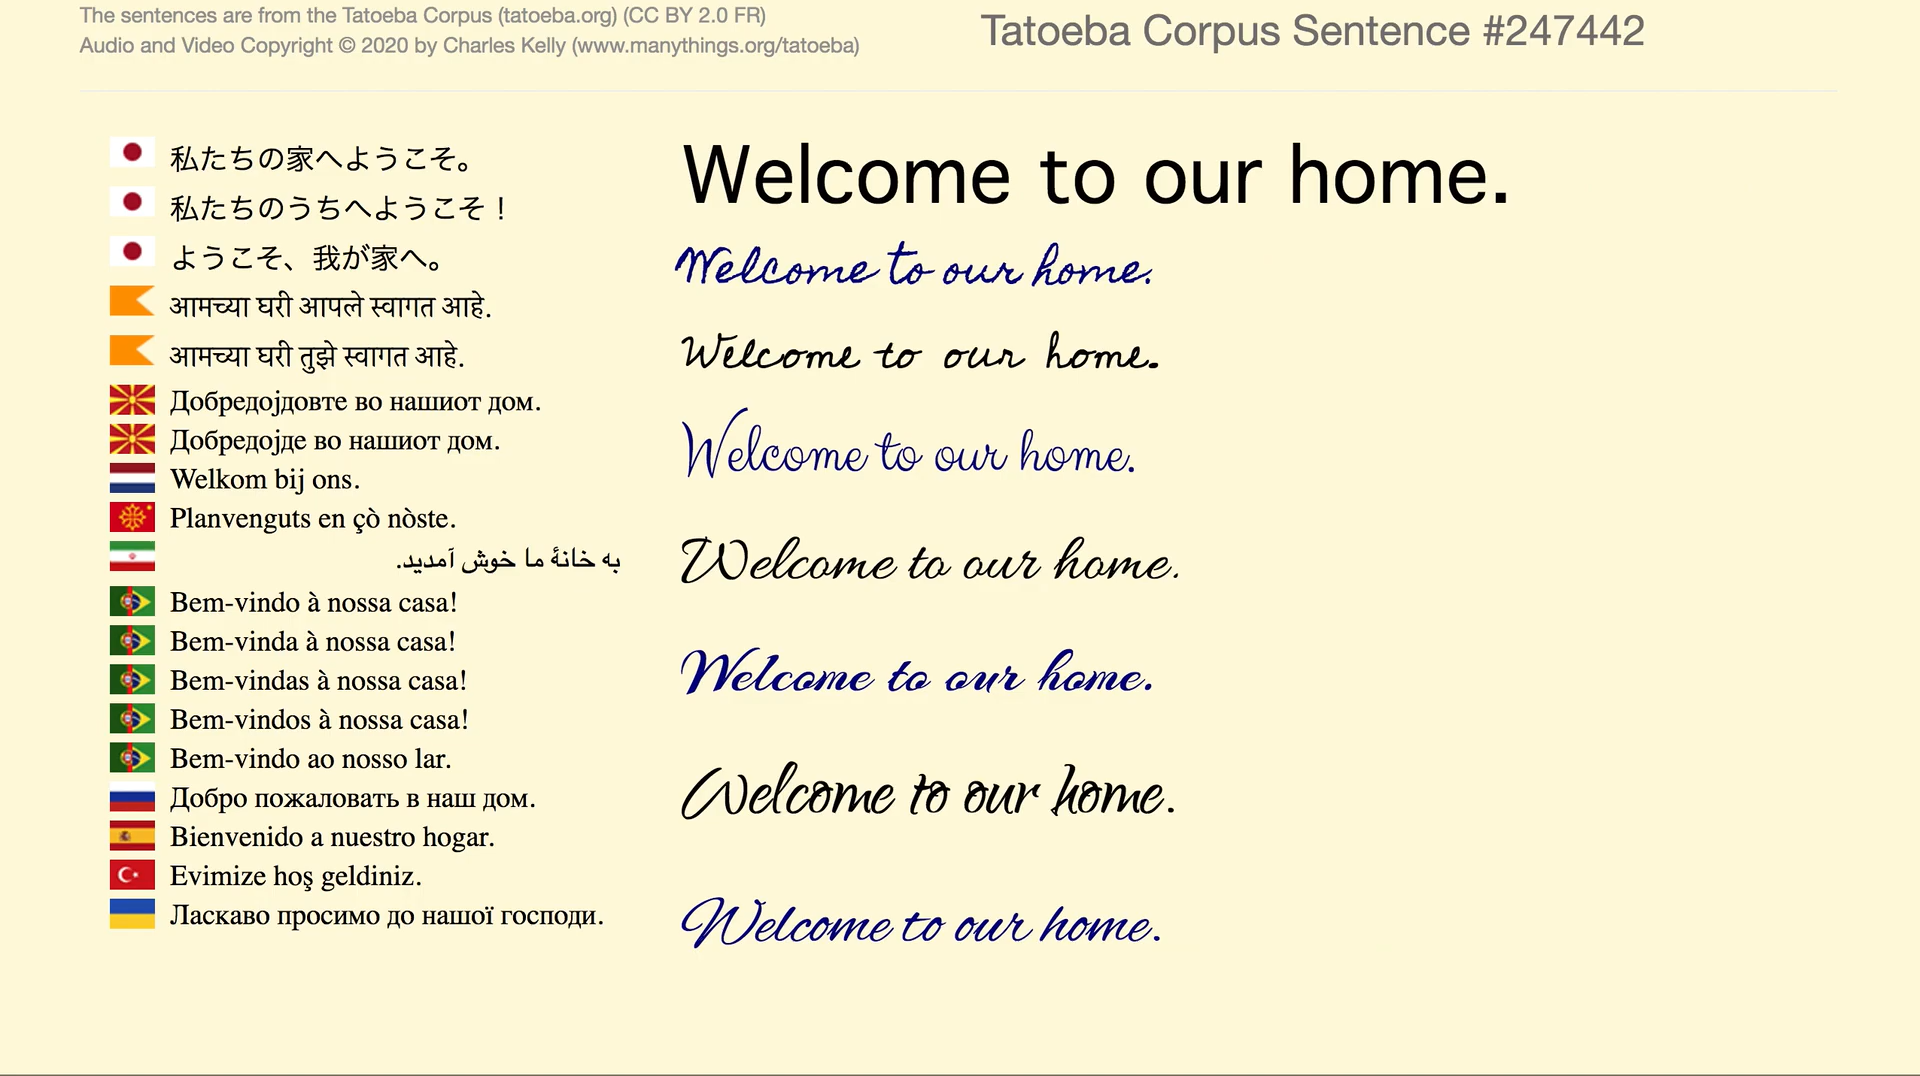 The sentences are from the Tatoeba Corpus (tatoeba.org) (CC BY 2.0 FR)
Audio and Video Copyright © 2020 by Charles Kelly (www.manythings.org/tatoeba)
Tatoeba Corpus Sentence #247442
私たちの家へようこそ。
私たちのうちへようこそ！
ようこそ、我が家へ。
आमच्या घरी आपले स्वागत आहे.
आमच्या घरी तुझे स्वागत आहे.
Добредојдовте во нашиот дом.
Добредојде во нашиот дом.
Welkom bij ons.
Planvenguts en çò nòste.
به خانهٔ ما خوش آمدید.
Bem-vindo à nossa casa!
Bem-vinda à nossa casa!
Bem-vindas à nossa casa!
Bem-vindos à nossa casa!
Bem-vindo ao nosso lar.
Добро пожаловать в наш дом.
Bienvenido a nuestro hogar.
Evimize hoş geldiniz.
Ласкаво просимо до нашої господи.
Welcome to our home.
Welcome to our home.
Welcome to our home.
Welcome to our home.
Welcome to our home.
Welcome to our home.
Welcome to our home.
Welcome to our home.